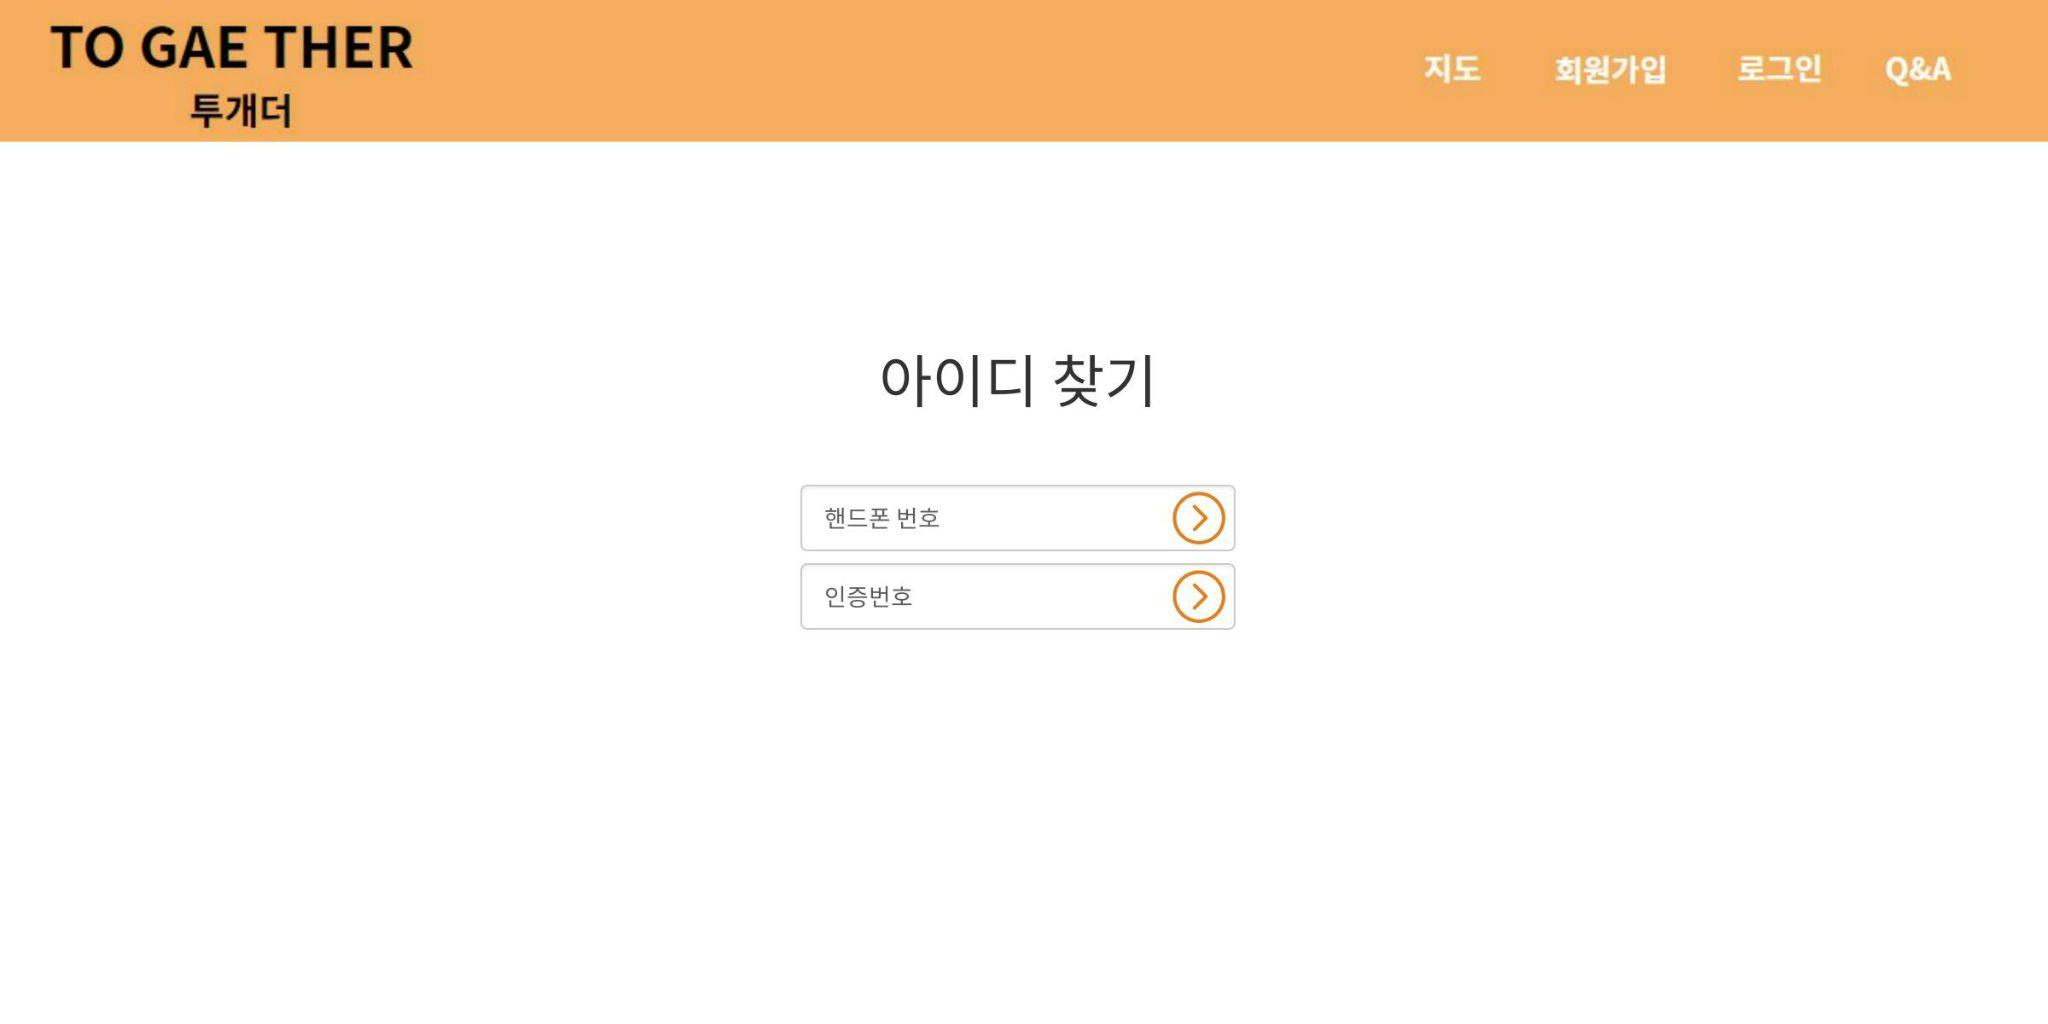 TO GAE THER
투개더
지도 회원가입 로그인 Q&A
아이디 찾기
핸드폰 번호
인증번호